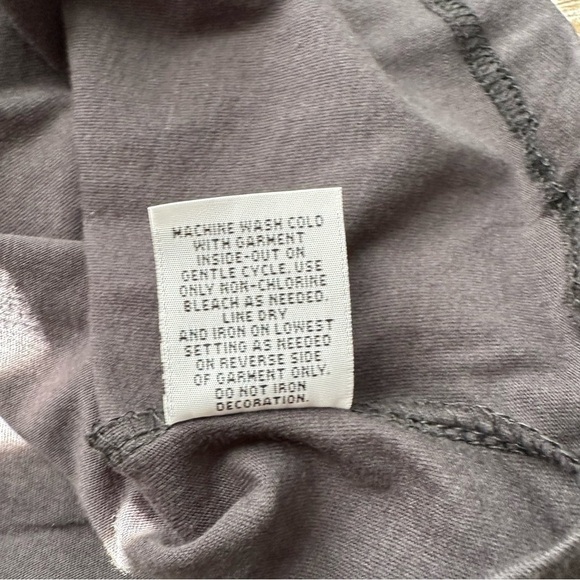 MACHINE WASH COLD
WITH GARMENT
INSIDE-OUT ON
GENTLE CYCLE. USE
ONLY NON-CHLORINE
BLEACH AS NEEDED.
LINE DRY
AND IRON ON LOWEST
SETTING AS NEEDED
ON REVERSE SIDE
OF GARMENT ONLY.
DO NOT IRON
DECORATION.